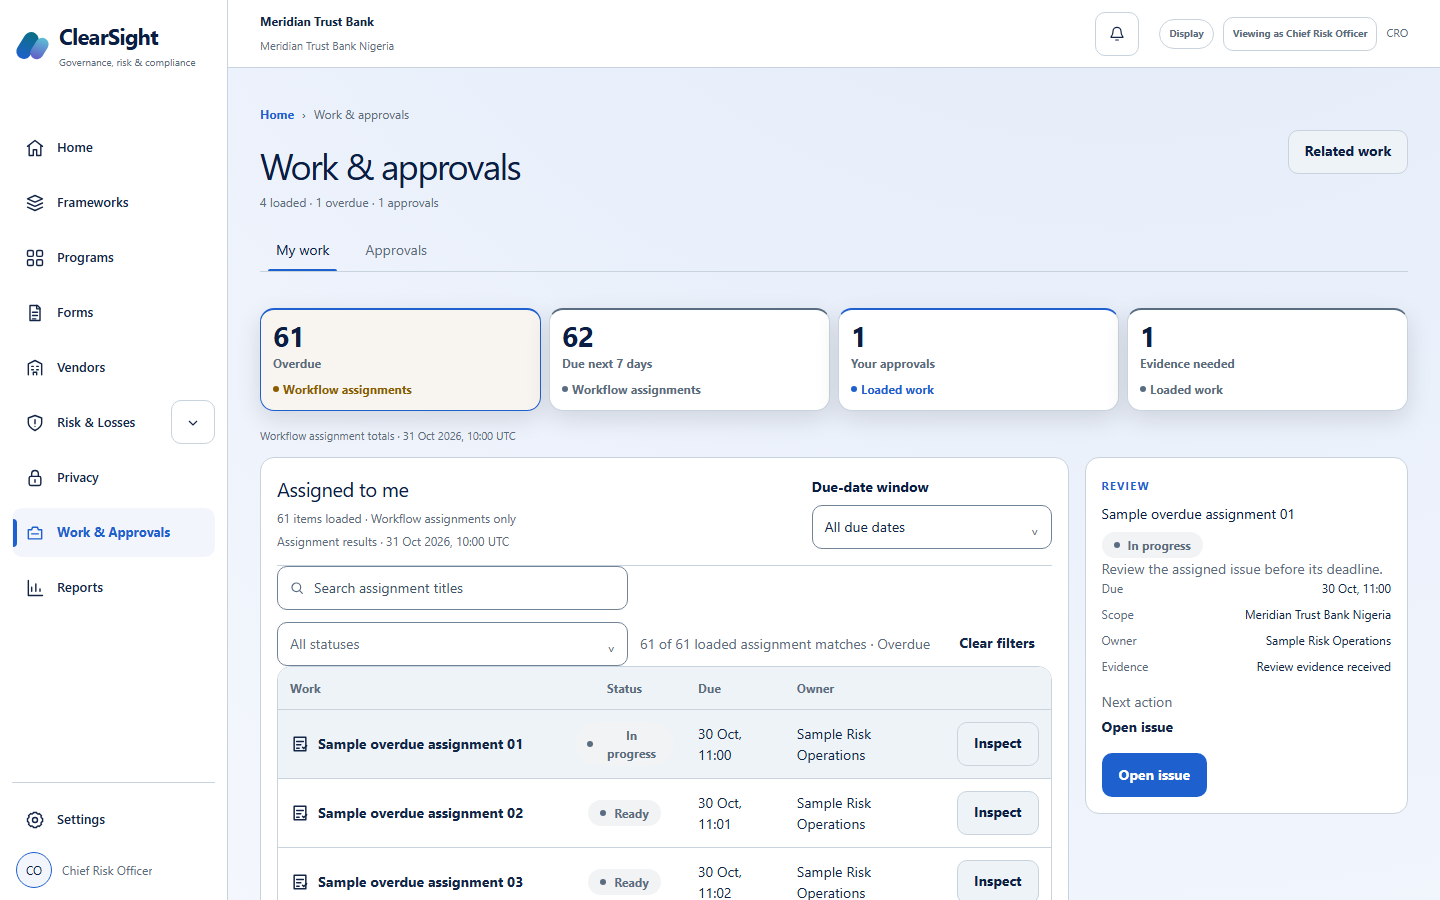 ClearSight
Governance, risk & compliance
Home
Frameworks
Programs
Forms
Vendors
Risk & Losses
Privacy
Work & Approvals
Reports
Settings
CO
Chief Risk Officer
Meridian Trust Bank
Meridian Trust Bank Nigeria
Display
Viewing as Chief Risk Officer
CRO
Home › Work & approvals
Work & approvals
Related work
4 loaded · 1 overdue · 1 approvals
My work
Approvals
61
Overdue
Workflow assignments
62
Due next 7 days
Workflow assignments
1
Your approvals
Loaded work
1
Evidence needed
Loaded work
Workflow assignment totals · 31 Oct 2026, 10:00 UTC
Assigned to me
61 items loaded · Workflow assignments only
Assignment results · 31 Oct 2026, 10:00 UTC
Due-date window
All due dates
Search assignment titles
All statuses
61 of 61 loaded assignment matches · Overdue
Clear filters
Work Status Due Owner
Sample overdue assignment 01
In
progress
30 Oct,
11:00
Sample Risk
Operations
Inspect
Sample overdue assignment 02
Ready
30 Oct,
11:01
Sample Risk
Operations
Inspect
Sample overdue assignment 03
Ready
30 Oct,
11:02
Sample Risk
Operations
Inspect
REVIEW
Sample overdue assignment 01
In progress
Review the assigned issue before its deadline.
Due 30 Oct, 11:00
Scope Meridian Trust Bank Nigeria
Owner Sample Risk Operations
Evidence Review evidence received
Next action
Open issue
Open issue